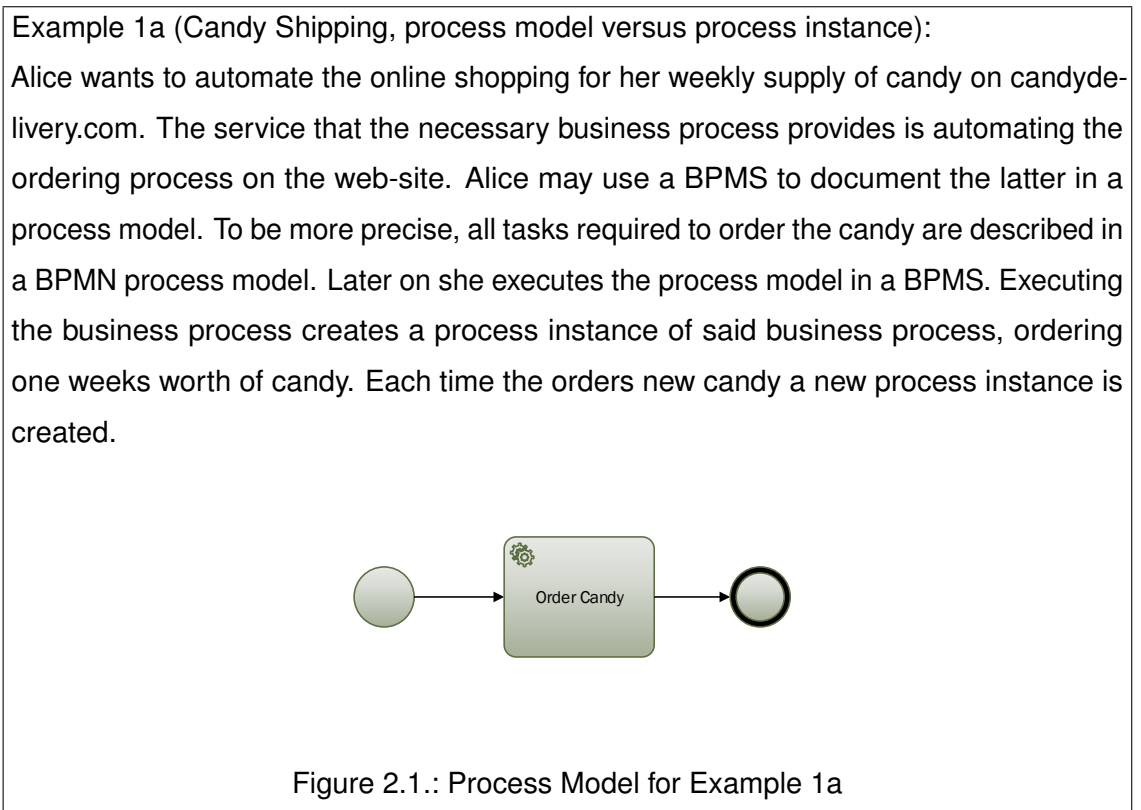 Example 1a (Candy Shipping, process model versus process instance):
Alice wants to automate the online shopping for her weekly supply of candy on candyde-
livery.com. The service that the necessary business process provides is automating the
ordering process on the web-site. Alice may use a BPMS to document the latter in a
process model. To be more precise, all tasks required to order the candy are described in
a BPMN process model. Later on she executes the process model in a BPMS. Executing
the business process creates a process instance of said business process, ordering
one weeks worth of candy. Each time the orders new candy a new process instance is
created.
Order Candy
Figure 2.1.: Process Model for Example 1a